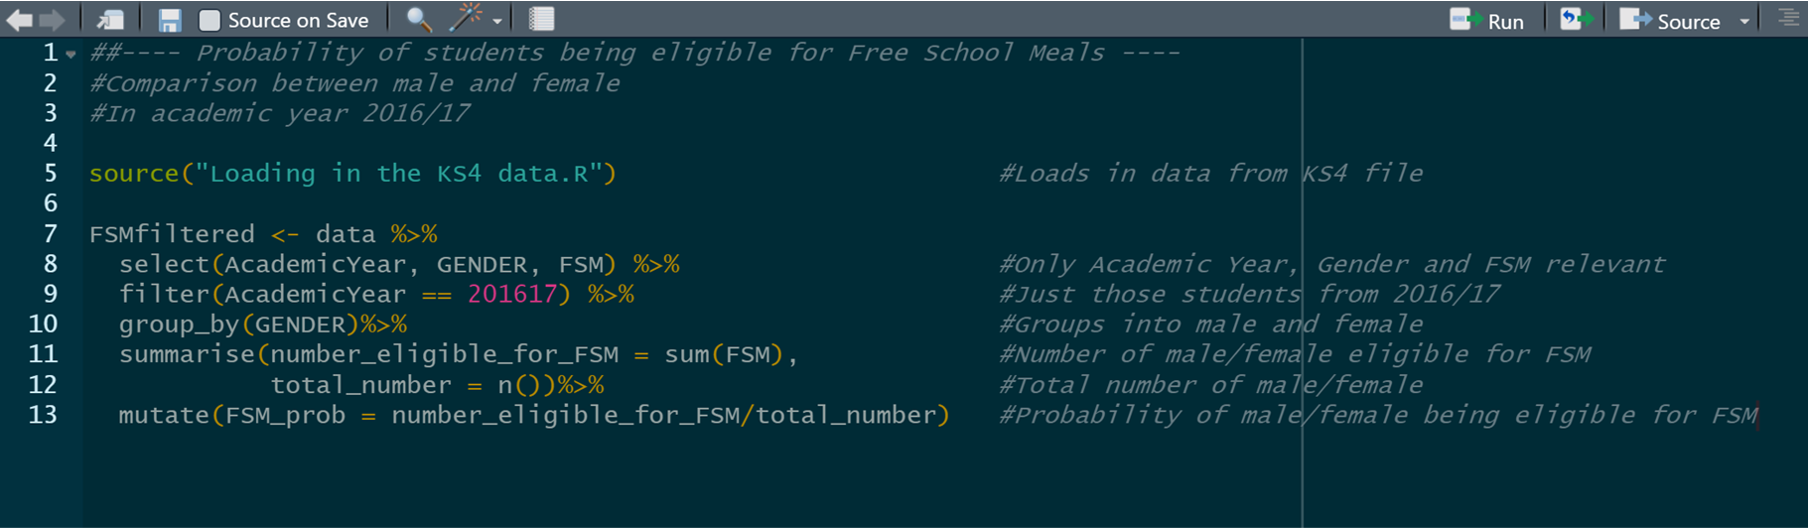 Source on Save Run Source
1 ##---- Probability of students being eligible for Free School Meals ----
2 #Comparison between male and female
3 #In academic year 2016/17
4
5 source("Loading in the KS4 data.R") #Loads in data from KS4 file
6
7 FSMfiltered <- data %>%
8 select(AcademicYear, GENDER, FSM) %>% #Only Academic Year, Gender and FSM relevant
9 filter(AcademicYear == 201617) %>% #Just those students from 2016/17
10 group_by(GENDER)%>% #Groups into male and female
11 summarise(number_eligible_for_FSM = sum(FSM), #Number of male/female eligible for FSM
12 total_number = n())%>% #Total number of male/female
13 mutate(FSM_prob = number_eligible_for_FSM/total_number) #Probability of male/female being eligible for FSM